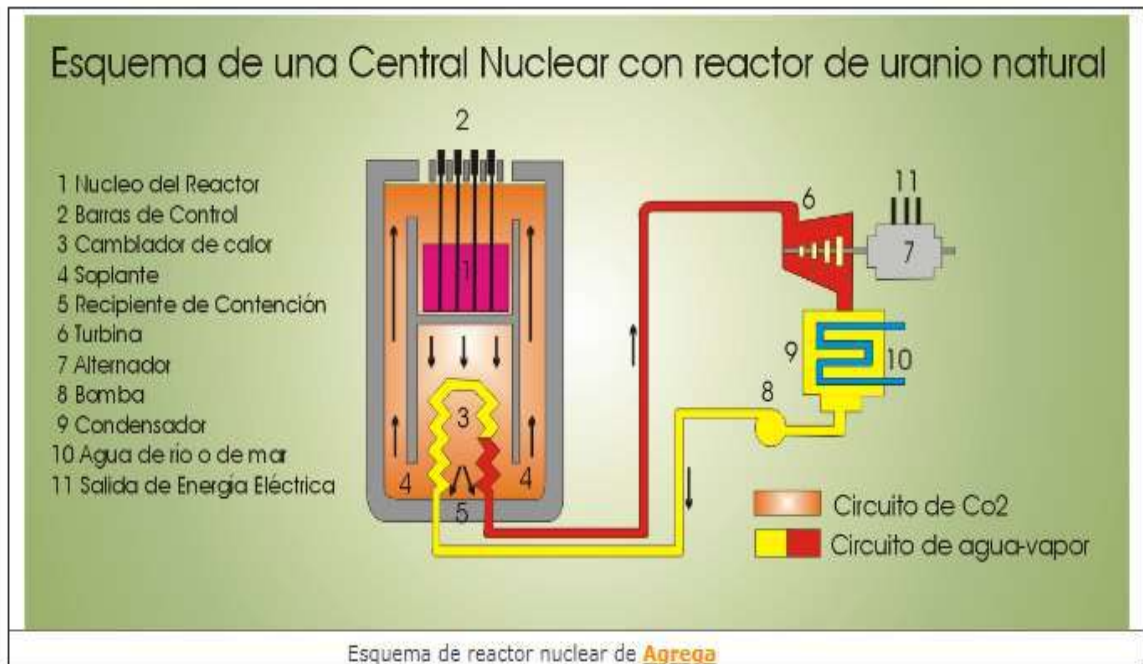 Esquema de una Central Nuclear con reactor de uranio natural
1 Nucleo del Reactor
2 Barras de Control
3 Cambiador de calor
4 Soplante
5 Recipiente de Contención
6 Turbina
7 Alternador
8 Bomba
9 Condensador
10 Agua de rio o de mar
11 Salida de Energía Eléctrica
2
1
3
4
4
5
6
11
7
9
10
8
Circuito de Co2
Circuito de agua-vapor
Esquema de reactor nuclear de Agrega